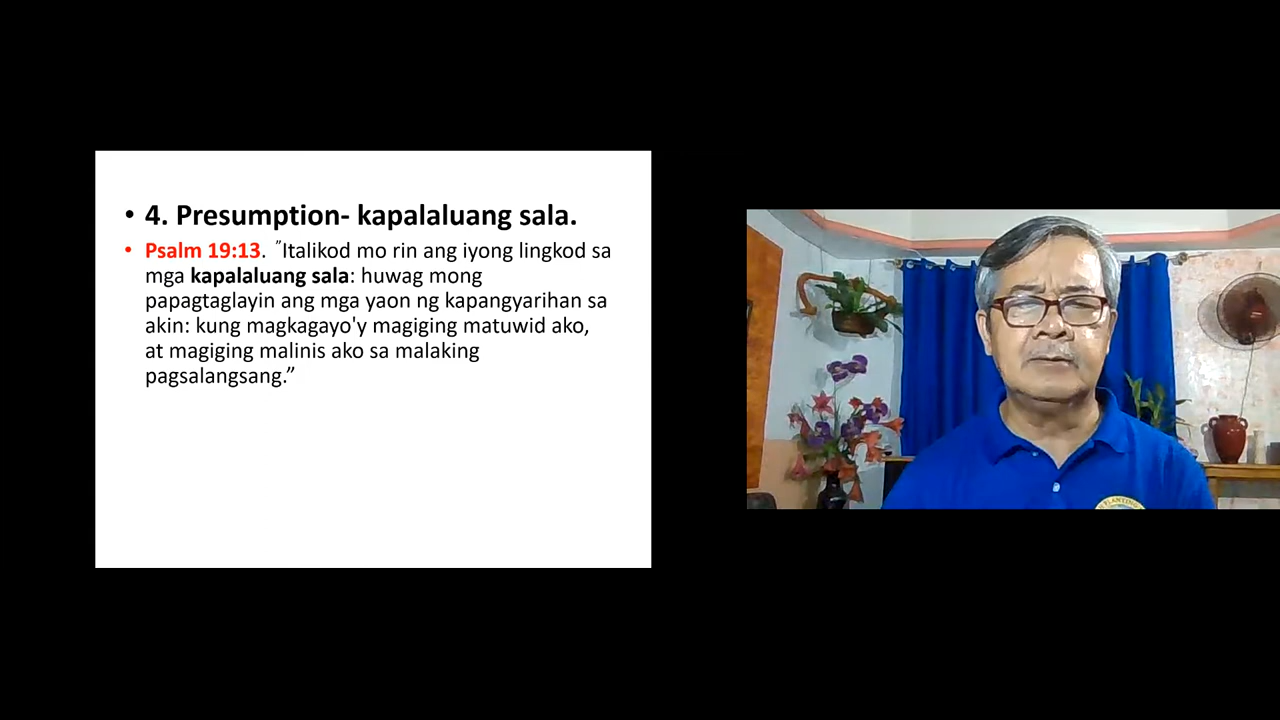 • 4. Presumption- kapalaluang sala.
• Psalm 19:13. "Italikod mo rin ang iyong lingkod sa
mga kapalaluang sala: huwag mong
papagtaglayin ang mga yaon ng kapangyarihan sa
akin: kung magkagayo'y magiging matuwid ako,
at magiging malinis ako sa malaking
pagsalangsang.”